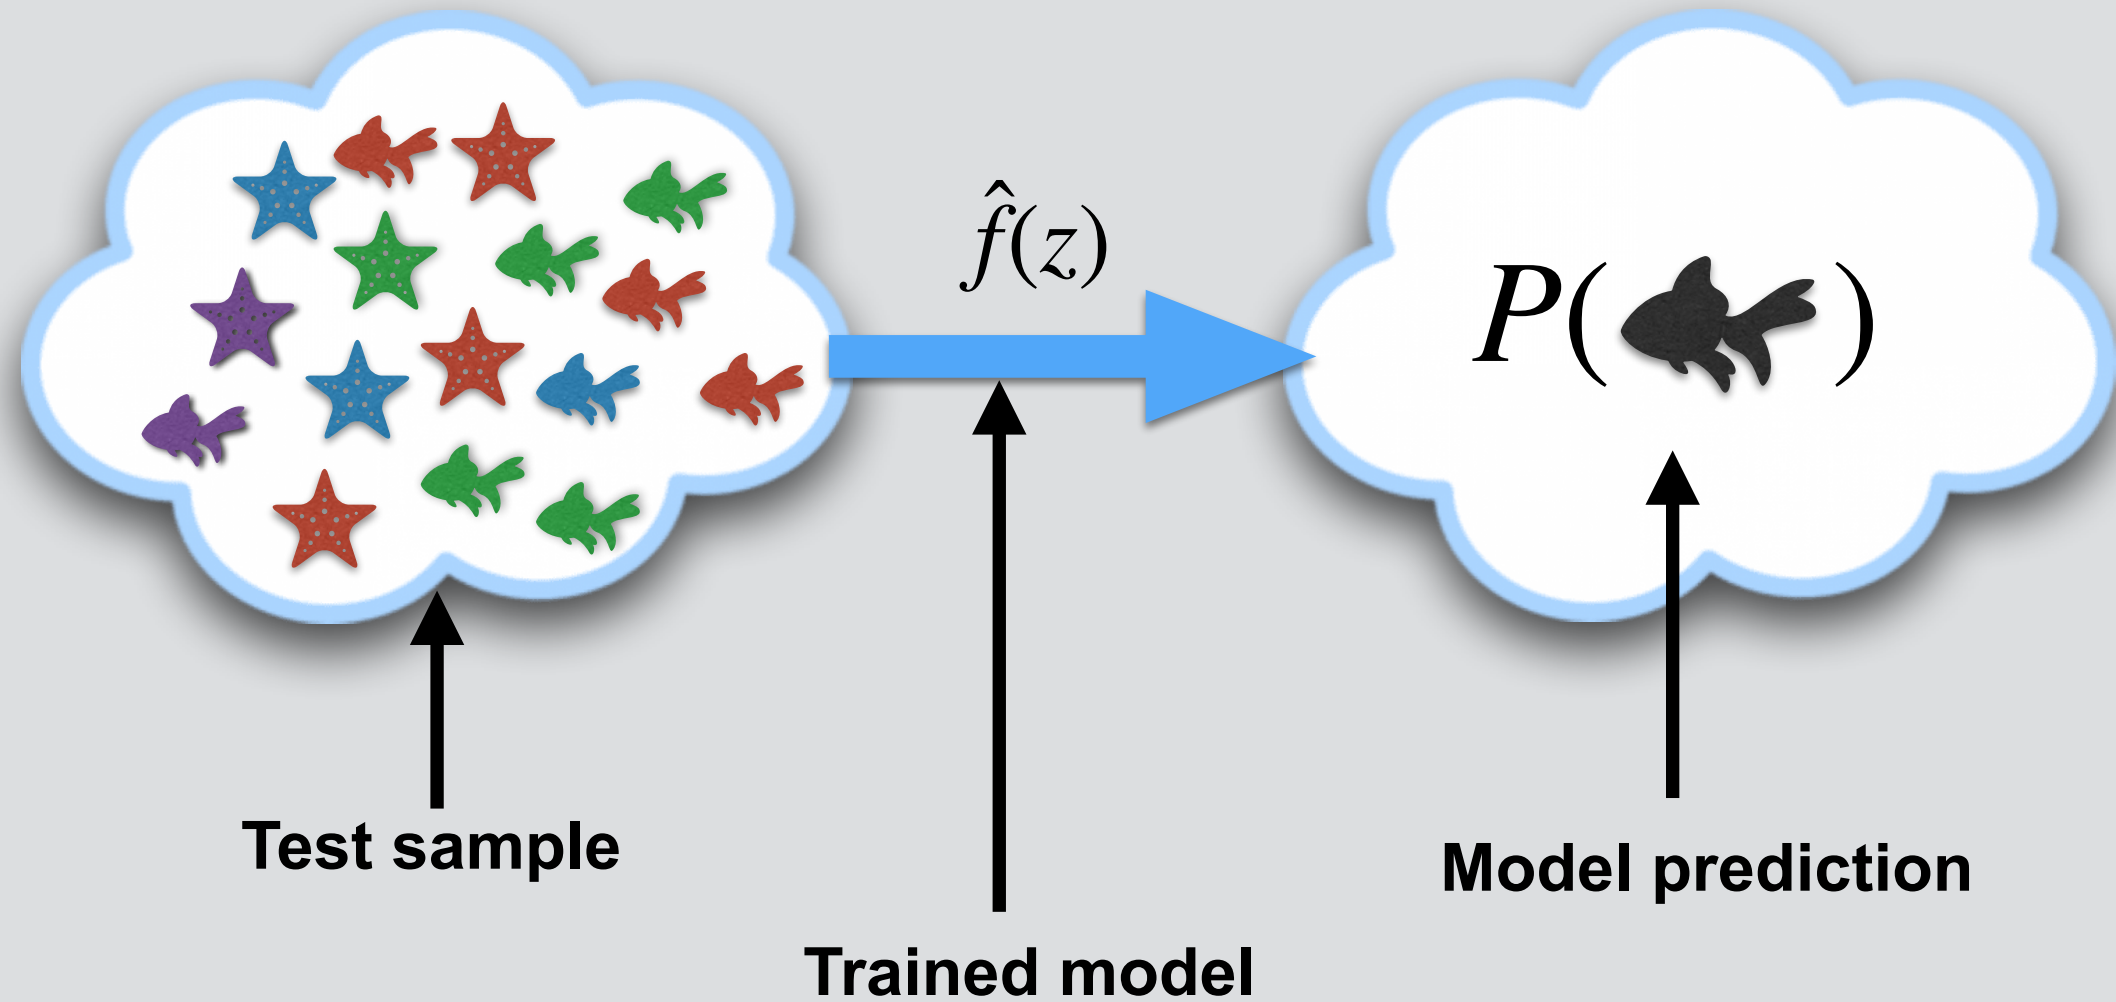 f̂(z)
P( )
Test sample
Model prediction
Trained model